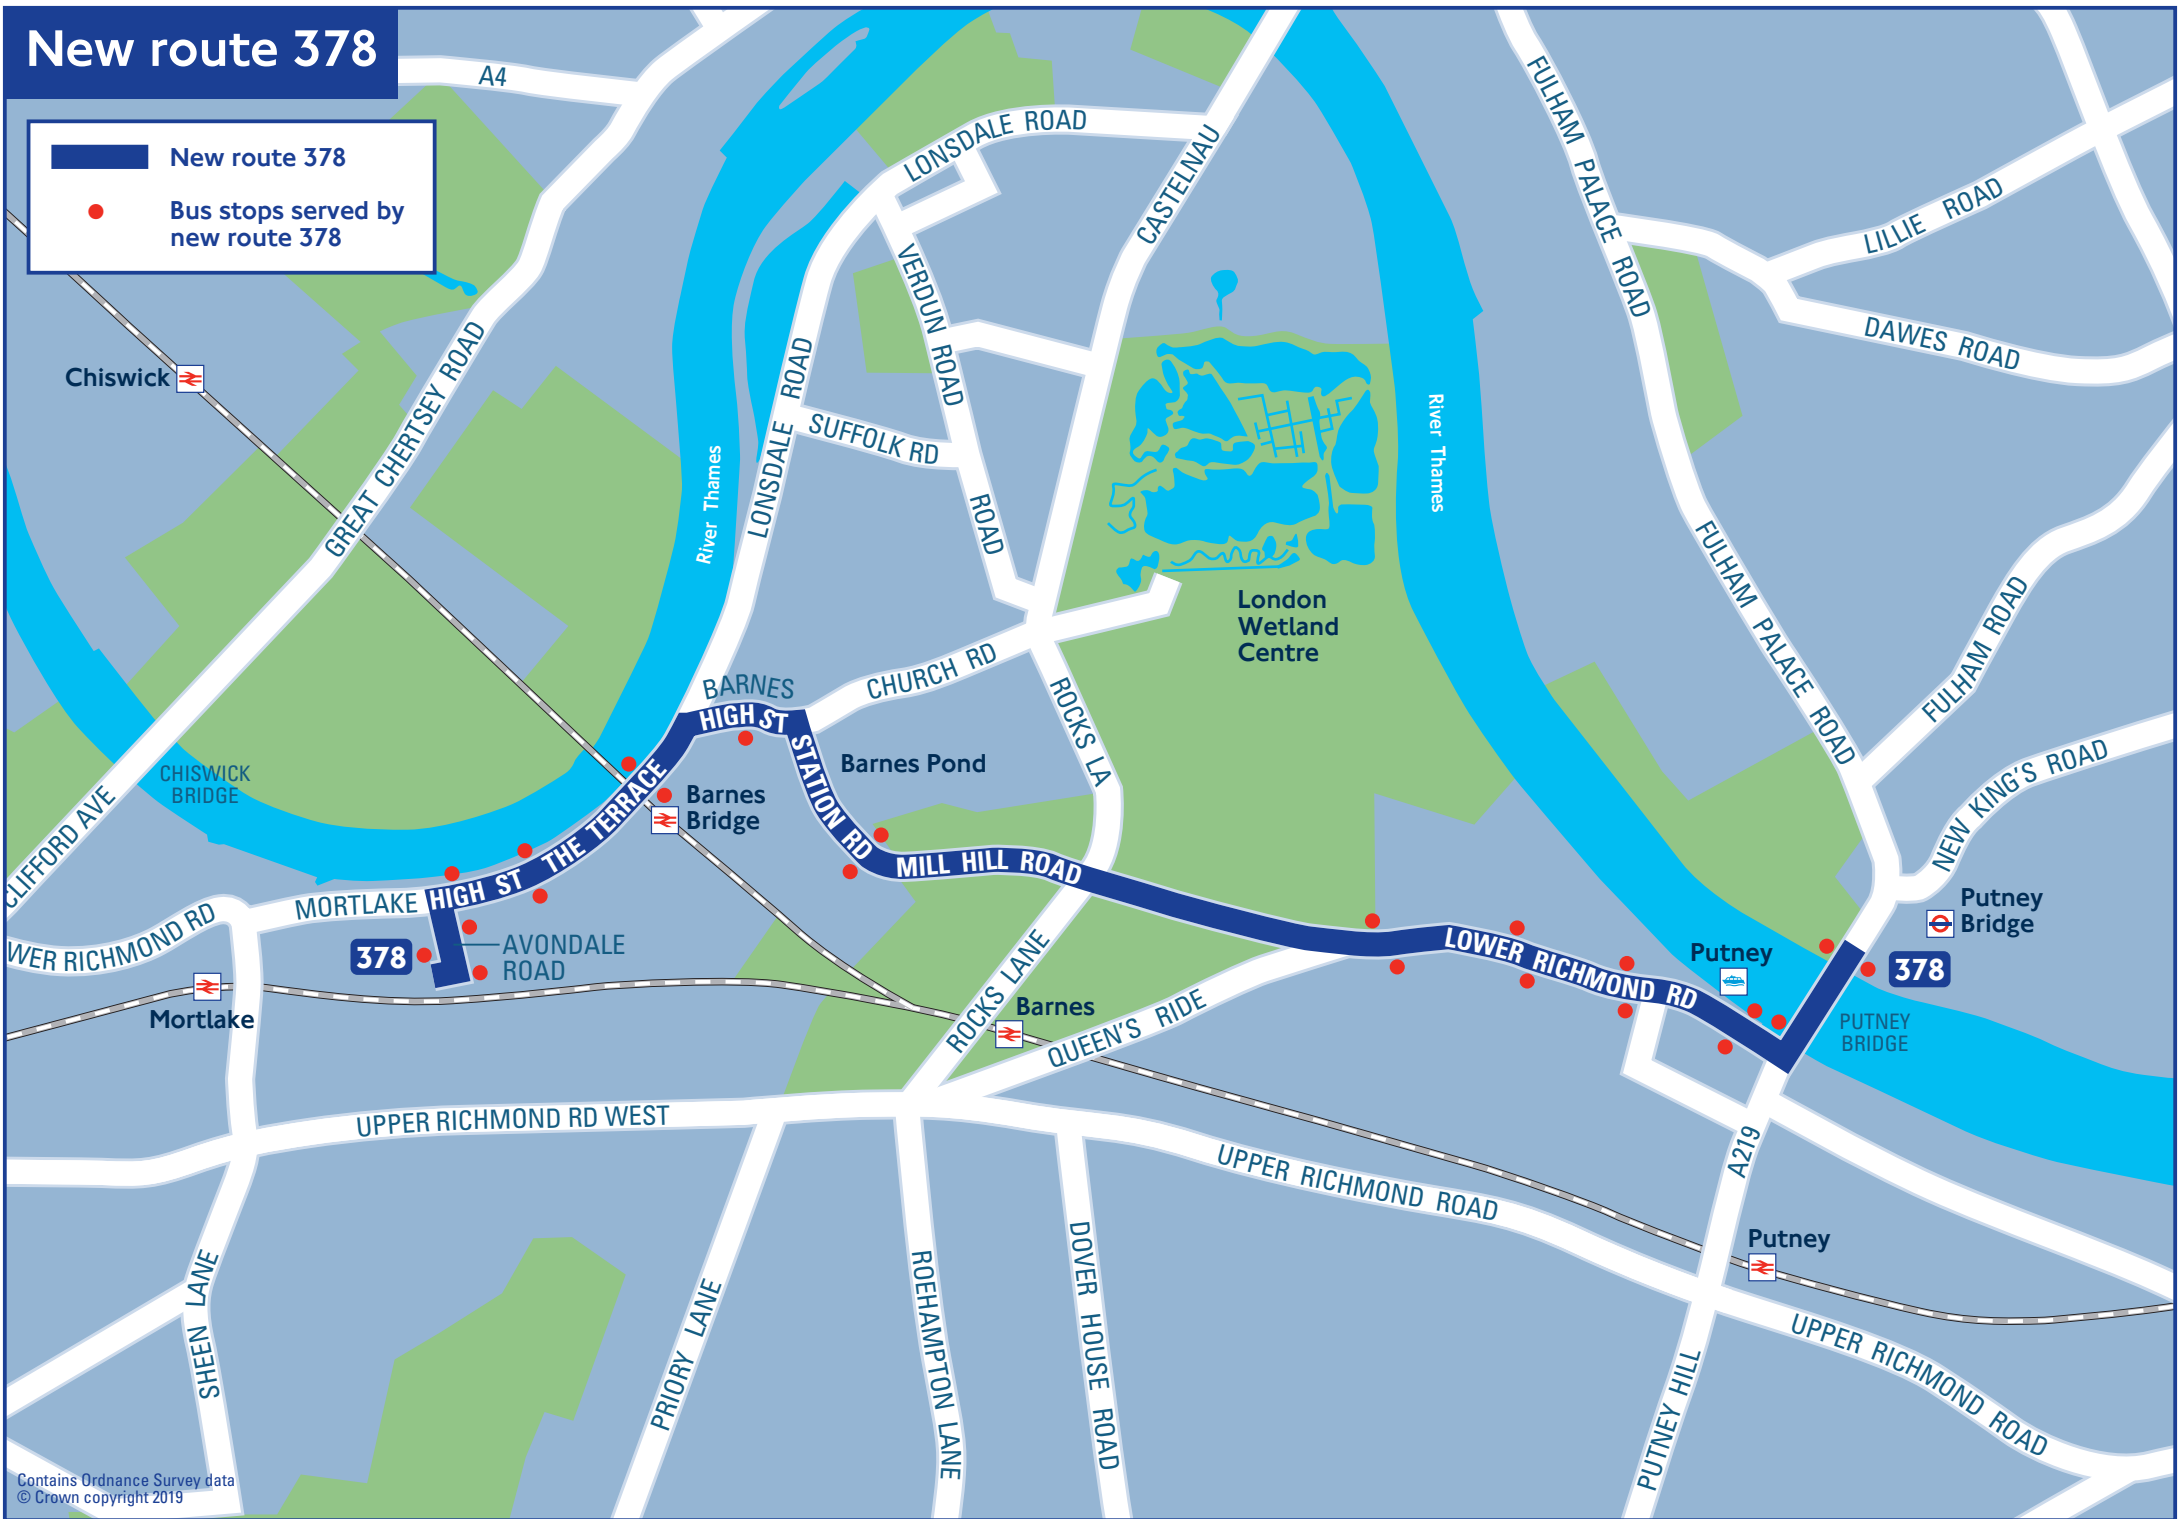 New route 378
New route 378
Bus stops served by
new route 378
A4
LONSDALE ROAD
CASTELNAU
FULHAM PALACE ROAD
LILLIE ROAD
DAWES ROAD
VERDUN ROAD
Chiswick
GREAT CHERTSEY ROAD
LONSDALE ROAD
SUFFOLK RD
River Thames
River Thames
ROAD
FULHAM PALACE ROAD
FULHAM ROAD
London
Wetland
Centre
CHURCH RD
ROCKS LA
BARNES
HIGH ST
STATION RD
Barnes Pond
NEW KING'S ROAD
CHISWICK
BRIDGE
CLIFFORD AVE
THE TERRACE
Barnes
Bridge
MILL HILL ROAD
MORTLAKE
HIGH ST
WER RICHMOND RD
378
AVONDALE
ROAD
LOWER RICHMOND RD
Putney
Putney
Bridge
378
PUTNEY
BRIDGE
Mortlake
ROCKS LANE
Barnes
QUEEN'S RIDE
UPPER RICHMOND RD WEST
UPPER RICHMOND ROAD
A219
Putney
SHEEN LANE
PRIORY LANE
ROEHAMPTON LANE
DOVER HOUSE ROAD
PUTNEY HILL
UPPER RICHMOND ROAD
Contains Ordnance Survey data
© Crown copyright 2019